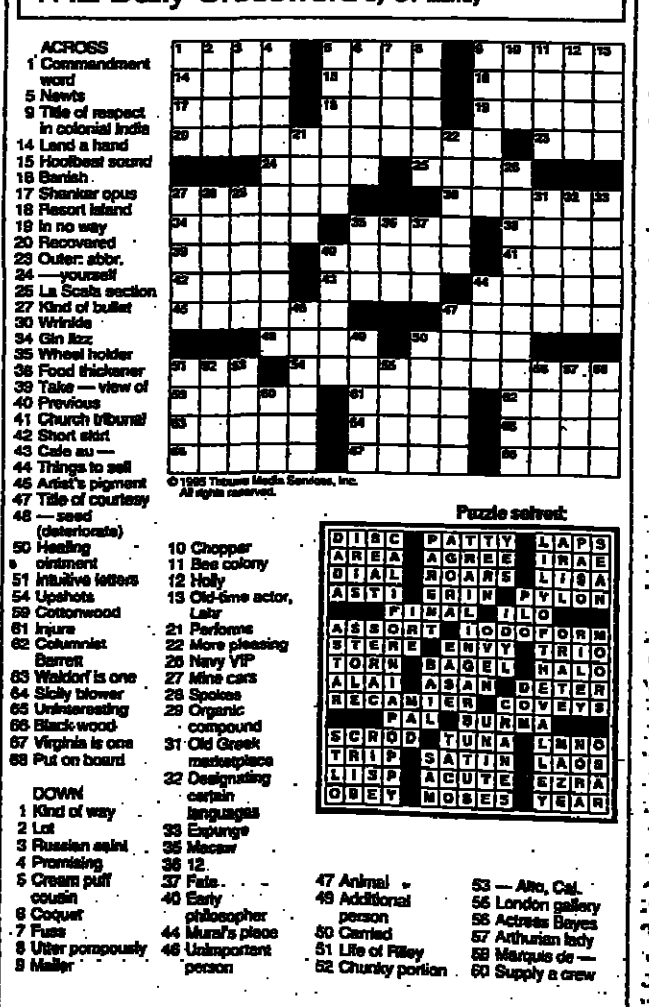 ACROSS
1 Commandment
word
5 Newts
9 Title of respect
in colonial India
14 Lend a hand
15 Hoofbeat sound
16 Banish
17 Shankar opus
18 Resort island
19 In no way
20 Recovered
23 Outer: abbr.
24 — yourself
25 La Scala section
27 Kind of bullet
30 Wrinkle
34 Gin fizz
35 Wheel holder
38 Food thickener
39 Take — view of
40 Previous
41 Church tribunal
42 Short skirt
43 Cafe au —
44 Things to sell
45 Artist's pigment
47 Title of courtesy
48 — seed
(deteriorate)
50 Healing
ointment
51 Intuitive letters
54 Upshots
59 Cottonwood
61 Injure
62 Columnist
Barrett
63 Waldorf is one
64 Sicily blower
65 Uninteresting
66 Black wood
67 Virginia is one
68 Put on board
DOWN
1 Kind of way
2 Lot
3 Russian saint
4 Promising
5 Cream puff
cousin
6 Coquet
7 Fuss
8 Utter pompously
9 Mailer
10 Chopper
11 Bee colony
12 Holly
13 Old-time actor,
Lahr
21 Performs
22 More pleasing
26 Navy VIP
27 Mine cars
28 Spokes
29 Organic
compound
31 Old Greek
marketplace
32 Designating
certain
languages
33 Expunge
35 Macaw
36 12
37 Fate
40 Early
philosopher
44 Mural's place
46 Unimportant
person
47 Animal
49 Additional
person
50 Carried
51 Life of Riley
52 Chunky portion
53 — Alto, Cal.
55 London gallery
56 Actress Bayes
57 Arthurian lady
58 Marquis de —
60 Supply a crew
© 1995 Tribune Media Services, Inc.
All rights reserved.
Puzzle solved:
DISC PATTY LAPS
AREA AGREE IRAE
DIAL ROARS LISA
ASTI ERIN PYLON
FINAL ILO
ASSORT IODOFORM
STERE ENVY TRIO
TORN BAGEL HALO
ALAI ASAN DETER
RECAMIER COVEYS
PAL SURMA
SCROD TUNA LMNO
TRIP SATIN LAOS
LISP ACUTE EZRA
OBEY MOSES YEAR